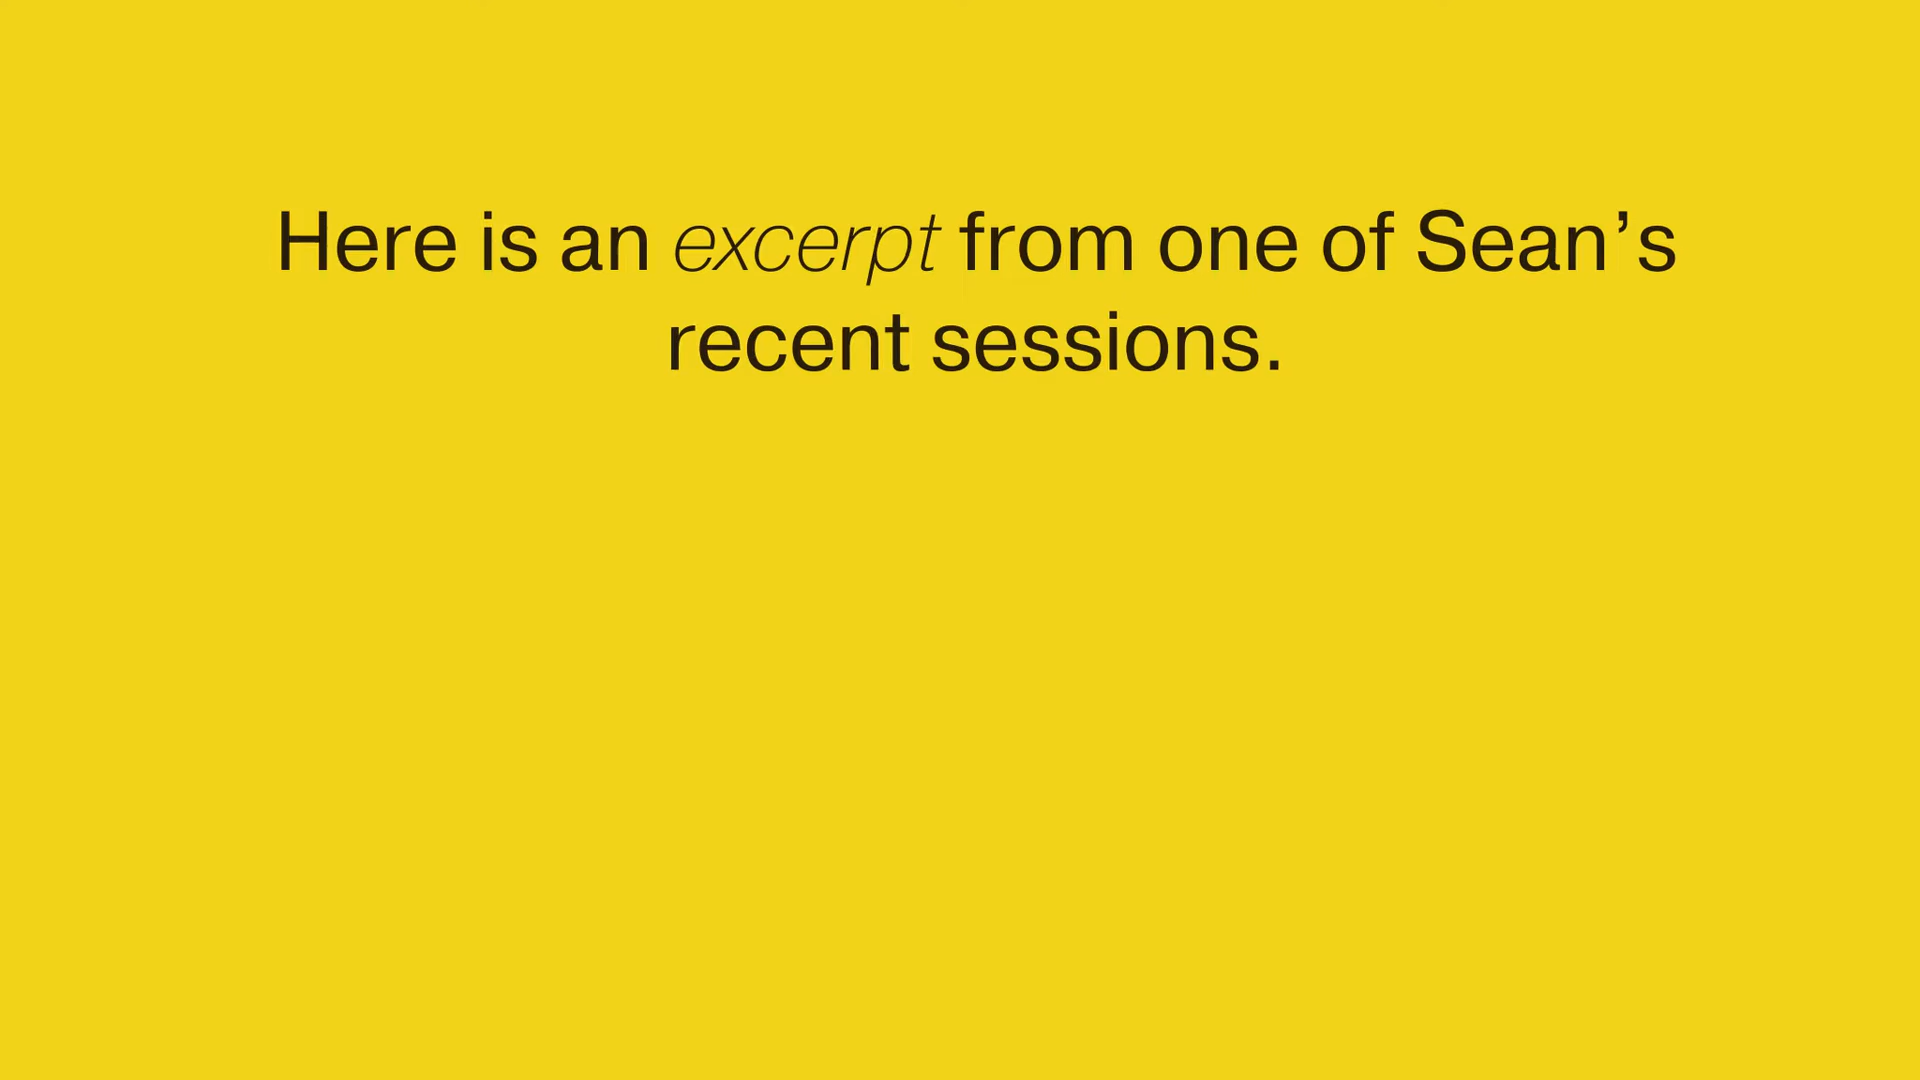 Here is an excerpt from one of Sean’s
recent sessions.